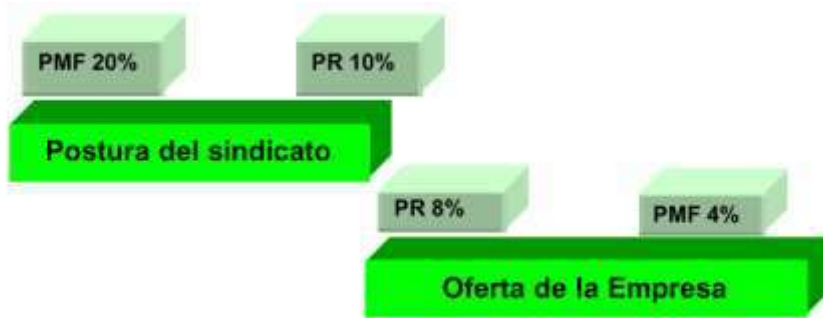 PMF 20%
PR 10%
Postura del sindicato
PR 8%
PMF 4%
Oferta de la Empresa